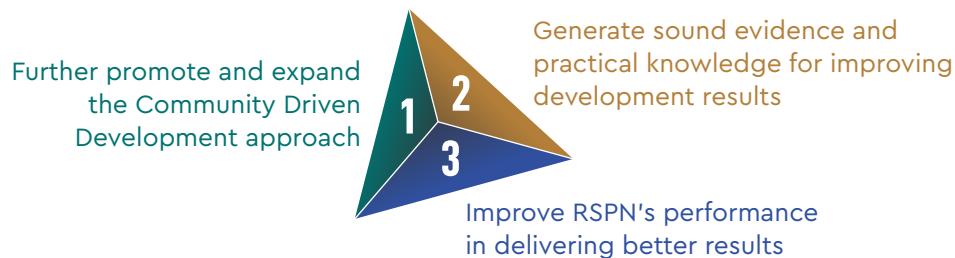 Further promote and expand
the Community Driven
Development approach
1
2
Generate sound evidence and
practical knowledge for improving
development results
3
Improve RSPN's performance
in delivering better results